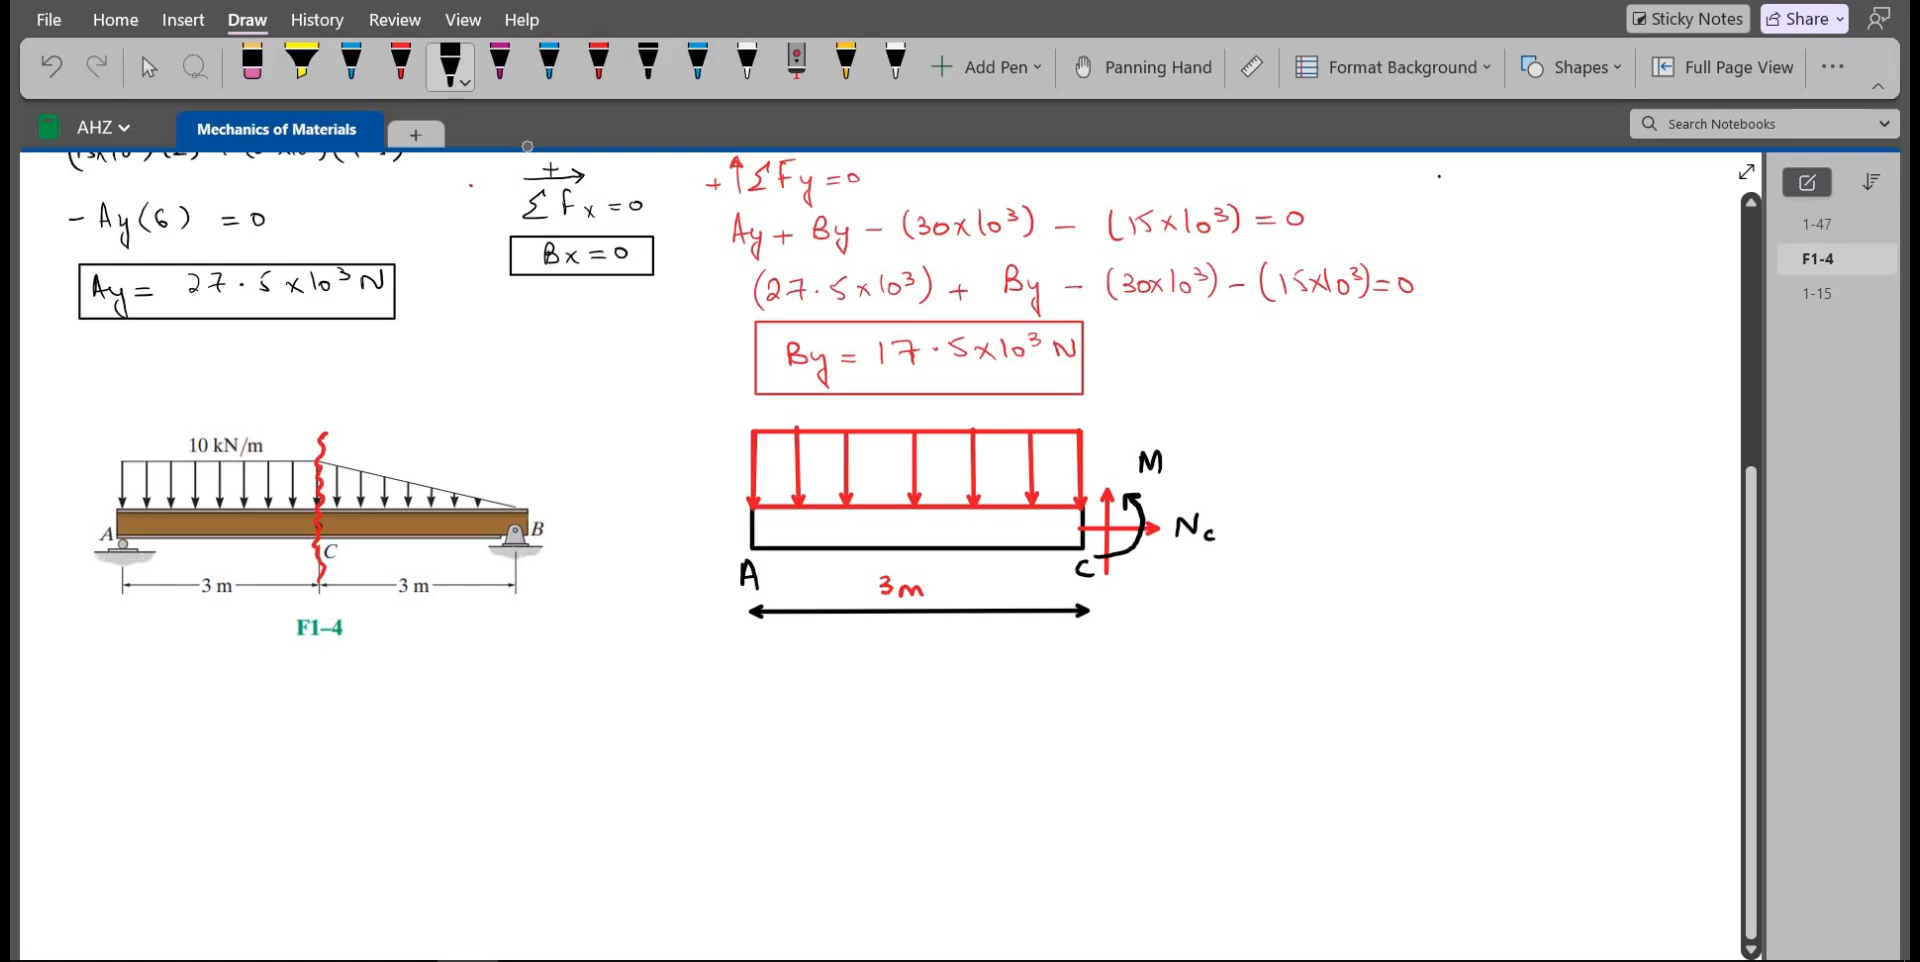 File Home Insert Draw History Review View Help
Sticky Notes Share
Add Pen Panning Hand Format Background Shapes Full Page View
AHZ Mechanics of Materials
Search Notebooks
1-47
F1-4
1-15
- Ay(6) = 0
Ay = 27.5x10³ N
+
Σ Fx = 0
Bx = 0
+↑ΣFy = 0
Ay + By - (30x10³) - (15x10³) = 0
(27.5x10³) + By - (30x10³) - (15x10³) = 0
By = 17.5x10³ N
10 kN/m
A
B
C
3 m
3 m
F1–4
M
Nc
A
C
3m